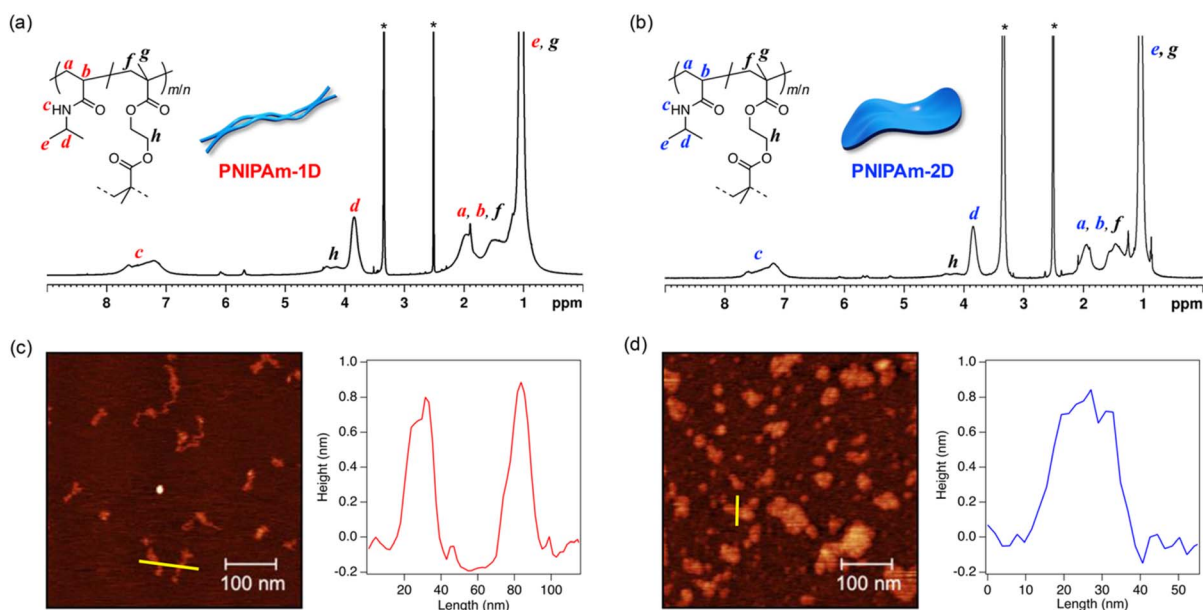 (a)
* *
a b f g
m/n
c HN O O O
h
e d
O
O
PNIPAm-1D
e, g
d
a, b, f
c
h
8 7 6 5 4 3 2 1 ppm
(b)
* *
a b f g
m/n
c HN O O O
h
e d
O
O
PNIPAm-2D
e, g
d
a, b, f
c
h
8 7 6 5 4 3 2 1 ppm
(c)
100 nm
Height (nm)
1.0
0.8
0.6
0.4
0.2
0.0
-0.2
20 40 60 80 100
Length (nm)
(d)
100 nm
Height (nm)
1.0
0.8
0.6
0.4
0.2
0.0
-0.2
0 10 20 30 40 50
Length (nm)